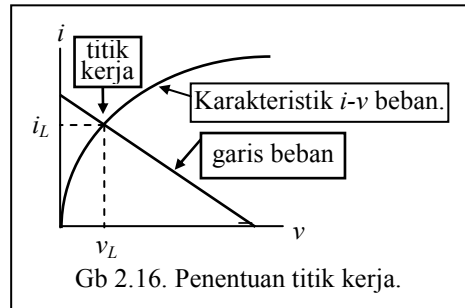 i
titik
kerja
Karakteristik i-v beban.
i_L
garis beban
v_L
v
Gb 2.16. Penentuan titik kerja.